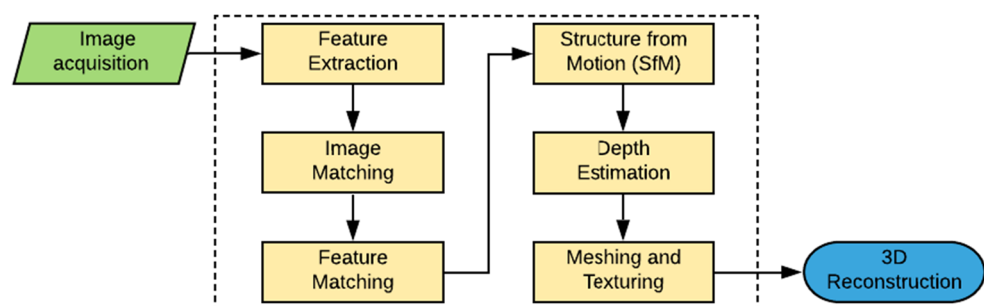 Image
acquisition
Feature
Extraction
Image
Matching
Feature
Matching
Structure from
Motion (SfM)
Depth
Estimation
Meshing and
Texturing
3D
Reconstruction